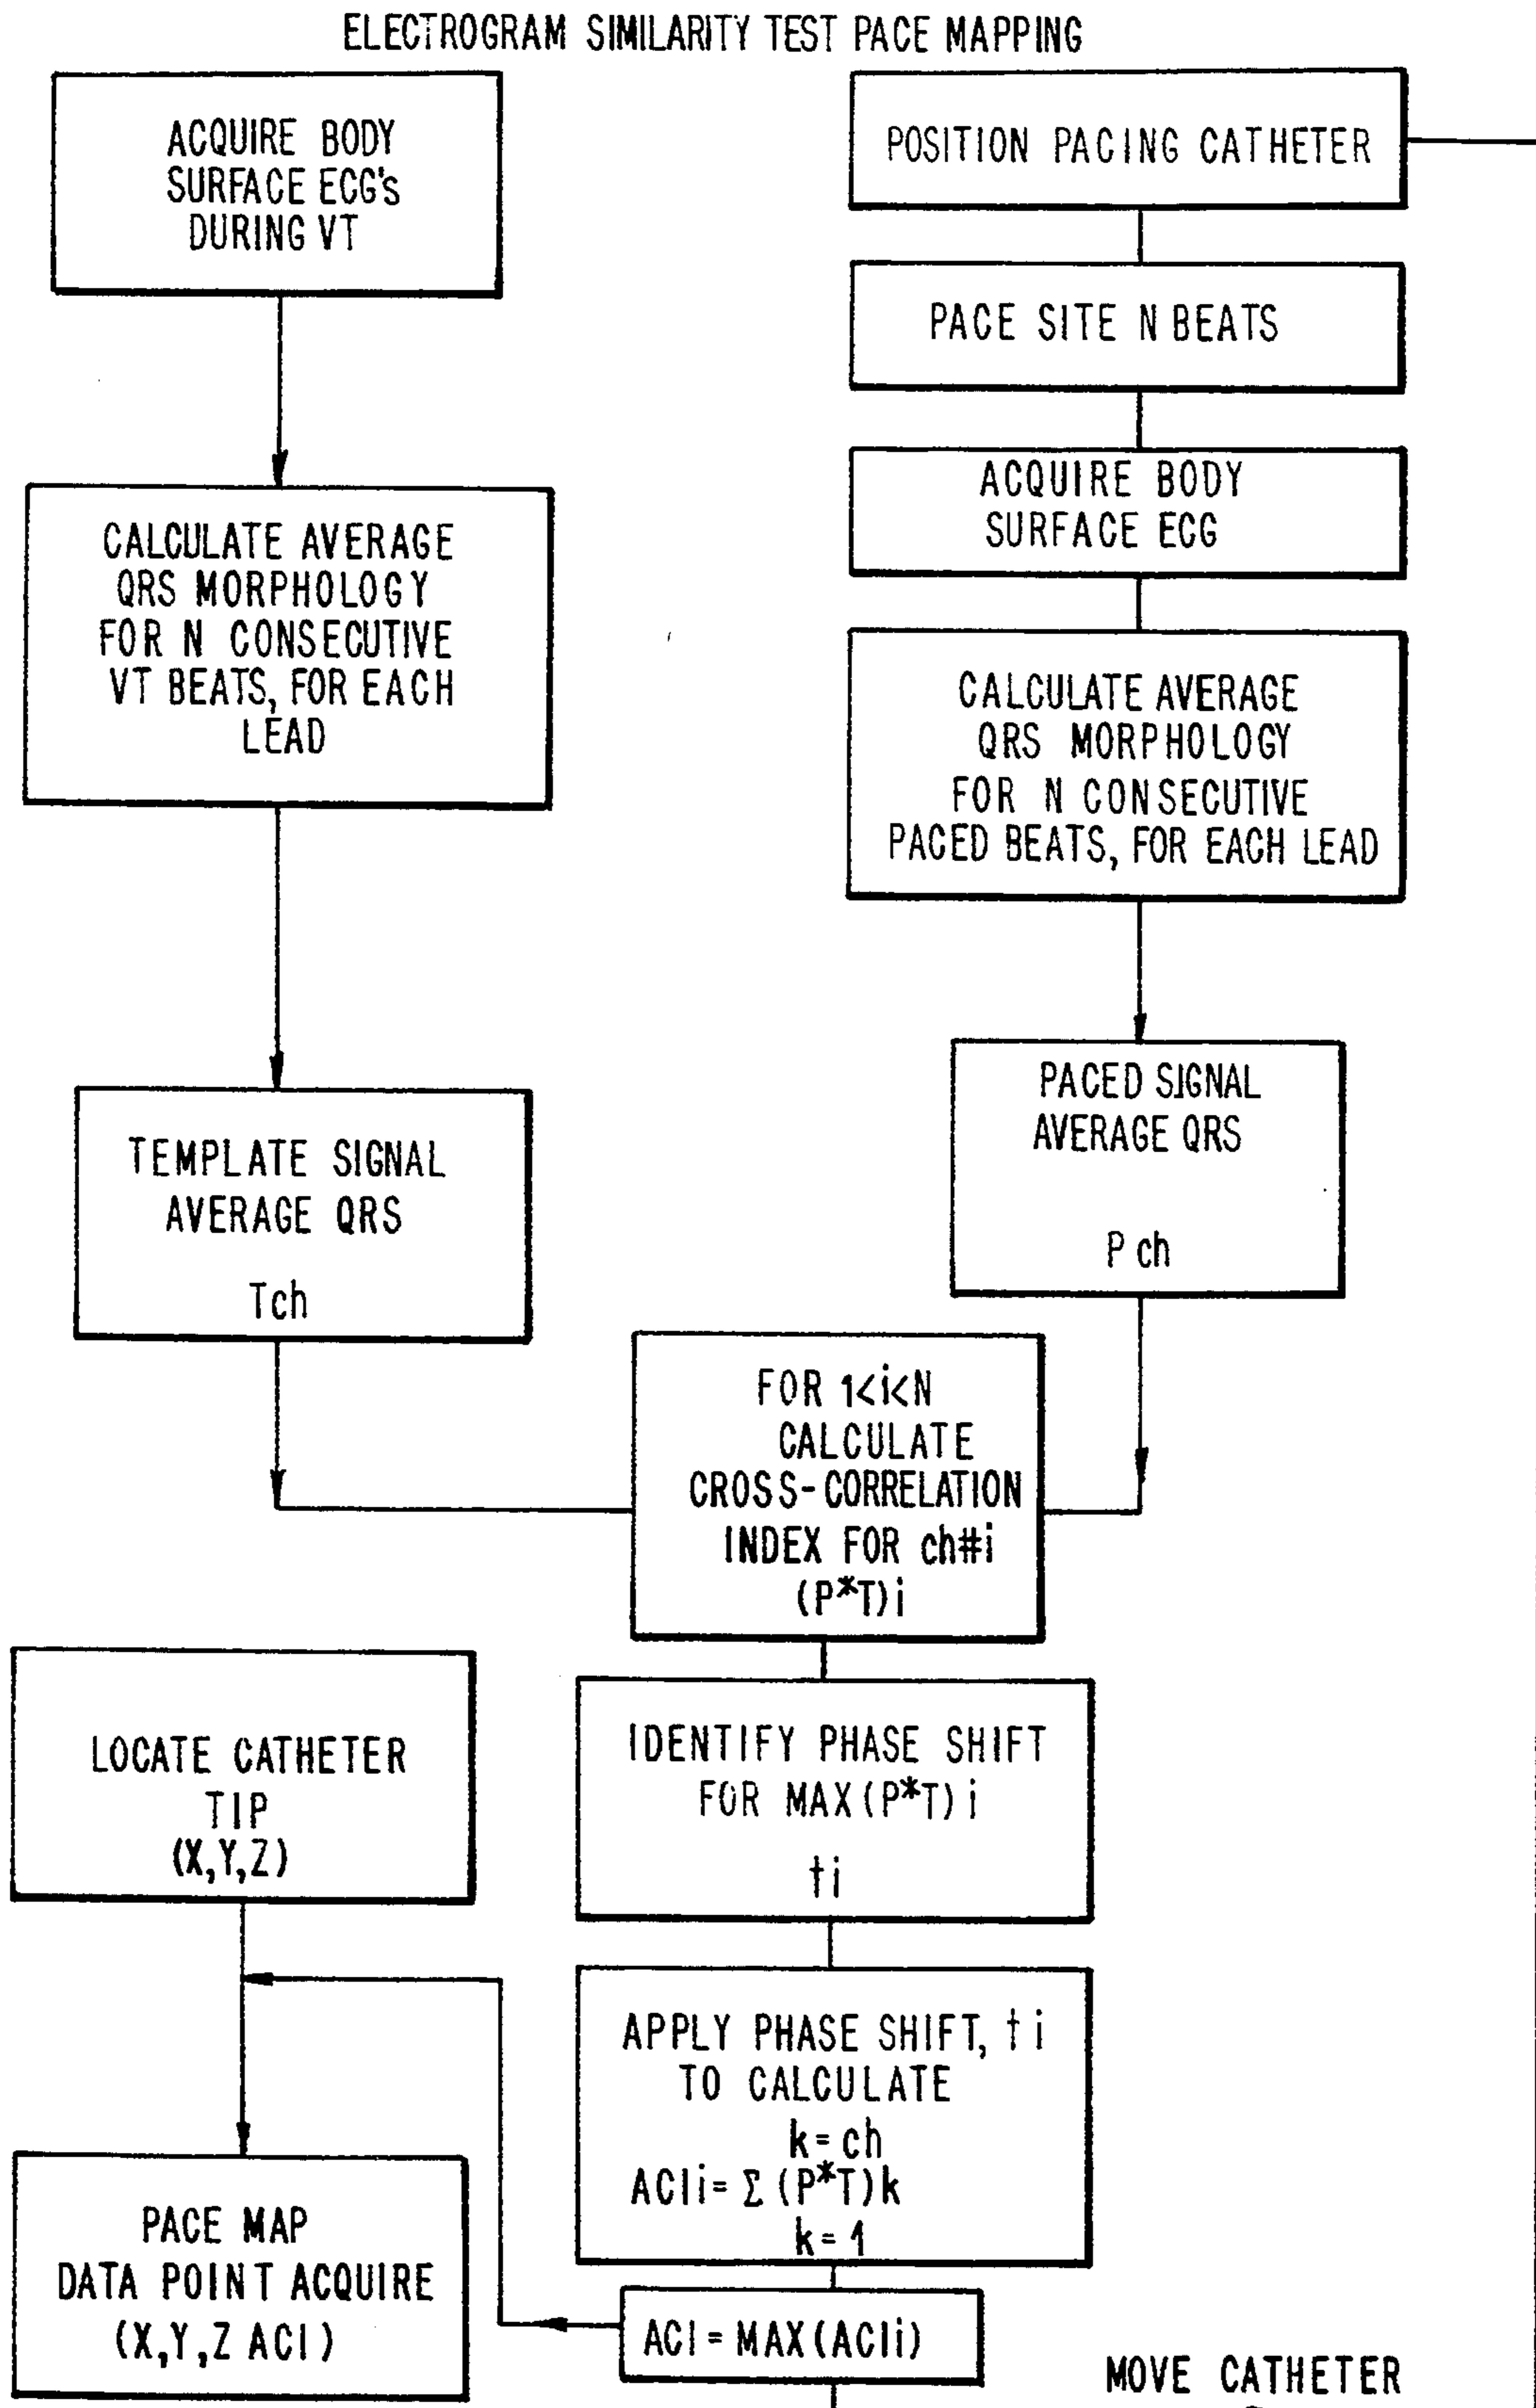 ELECTROGRAM SIMILARITY TEST PACE MAPPING
ACQUIRE BODY
SURFACE ECG's
DURING VT
CALCULATE AVERAGE
QRS MORPHOLOGY
FOR N CONSECUTIVE
VT BEATS, FOR EACH
LEAD
TEMPLATE SIGNAL
AVERAGE QRS
Tch
POSITION PACING CATHETER
PACE SITE N BEATS
ACQUIRE BODY
SURFACE ECG
CALCULATE AVERAGE
QRS MORPHOLOGY
FOR N CONSECUTIVE
PACED BEATS, FOR EACH LEAD
PACED SIGNAL
AVERAGE QRS
P ch
FOR 1<i<N
CALCULATE
CROSS-CORRELATION
INDEX FOR ch#i
(P*T)i
IDENTIFY PHASE SHIFT
FOR MAX(P*T)i
ti
APPLY PHASE SHIFT, ti
TO CALCULATE
k=ch
ACIi=Σ(P*T)k
k=1
ACI=MAX(ACIi)
LOCATE CATHETER
TIP
(X,Y,Z)
PACE MAP
DATA POINT ACQUIRE
(X,Y,Z ACI)
MOVE CATHETER